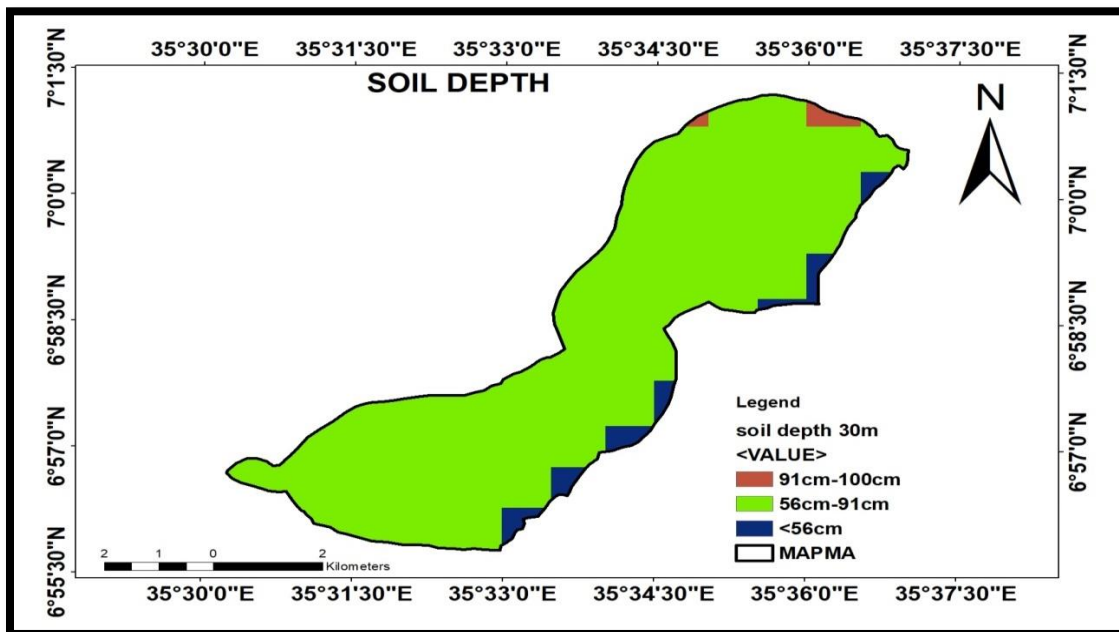 35°30'0"E 35°31'30"E 35°33'0"E 35°34'30"E 35°36'0"E 35°37'30"E
SOIL DEPTH
N
7°1'30"N
7°0'0"N
6°58'30"N
6°57'0"N
6°55'30"N
7°1'30"N
7°0'0"N
6°58'30"N
6°57'0"N
6°55'30"N
Legend
soil depth 30m
<VALUE>
91cm-100cm
56cm-91cm
<56cm
MAPMA
2 1 0 2
Kilometers
35°30'0"E 35°31'30"E 35°33'0"E 35°34'30"E 35°36'0"E 35°37'30"E